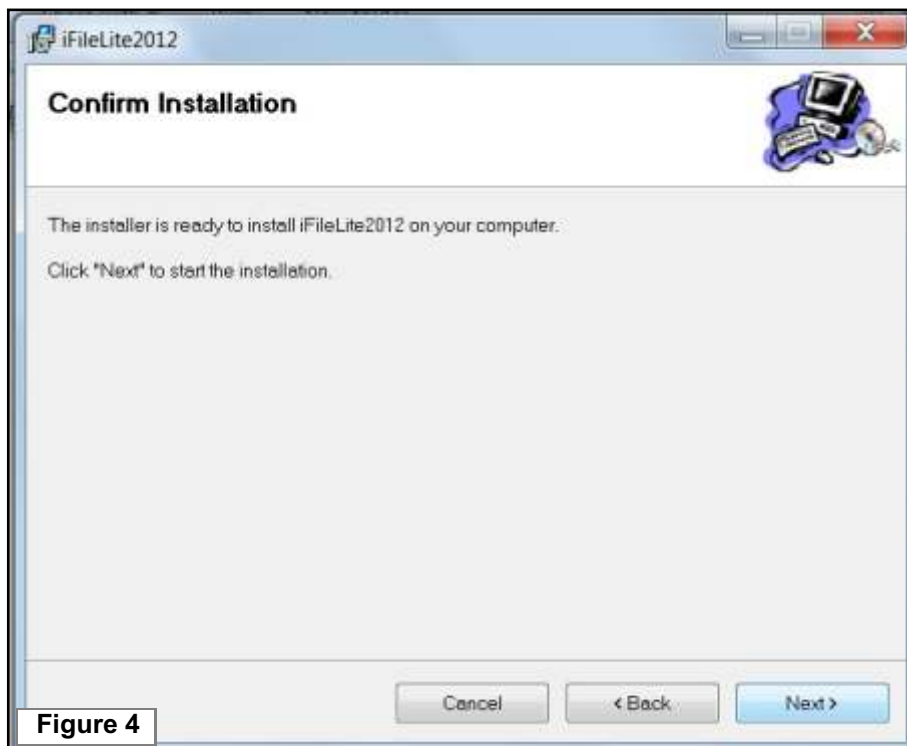 iFileLite2012
Confirm Installation
The installer is ready to install iFileLite2012 on your computer.
Click "Next" to start the installation.
Cancel
< Back
Next >
Figure 4